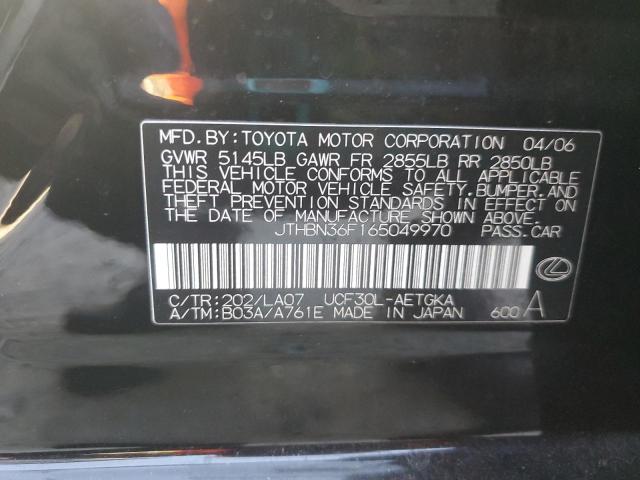 MFD. BY: TOYOTA MOTOR CORPORATION 04/06
GVWR 5145LB GAWR FR 2855LB RR 2850LB
THIS VEHICLE CONFORMS TO ALL APPLICABLE
FEDERAL MOTOR VEHICLE SAFETY, BUMPER, AND
THEFT PREVENTION STANDARDS IN EFFECT ON
THE DATE OF MANUFACTURE SHOWN ABOVE.
JTHBN36F165049970 PASS.CAR
C/TR: 202/LA07 UCF30L-AETGKA
A/TM: B03A/A761E MADE IN JAPAN 600 A